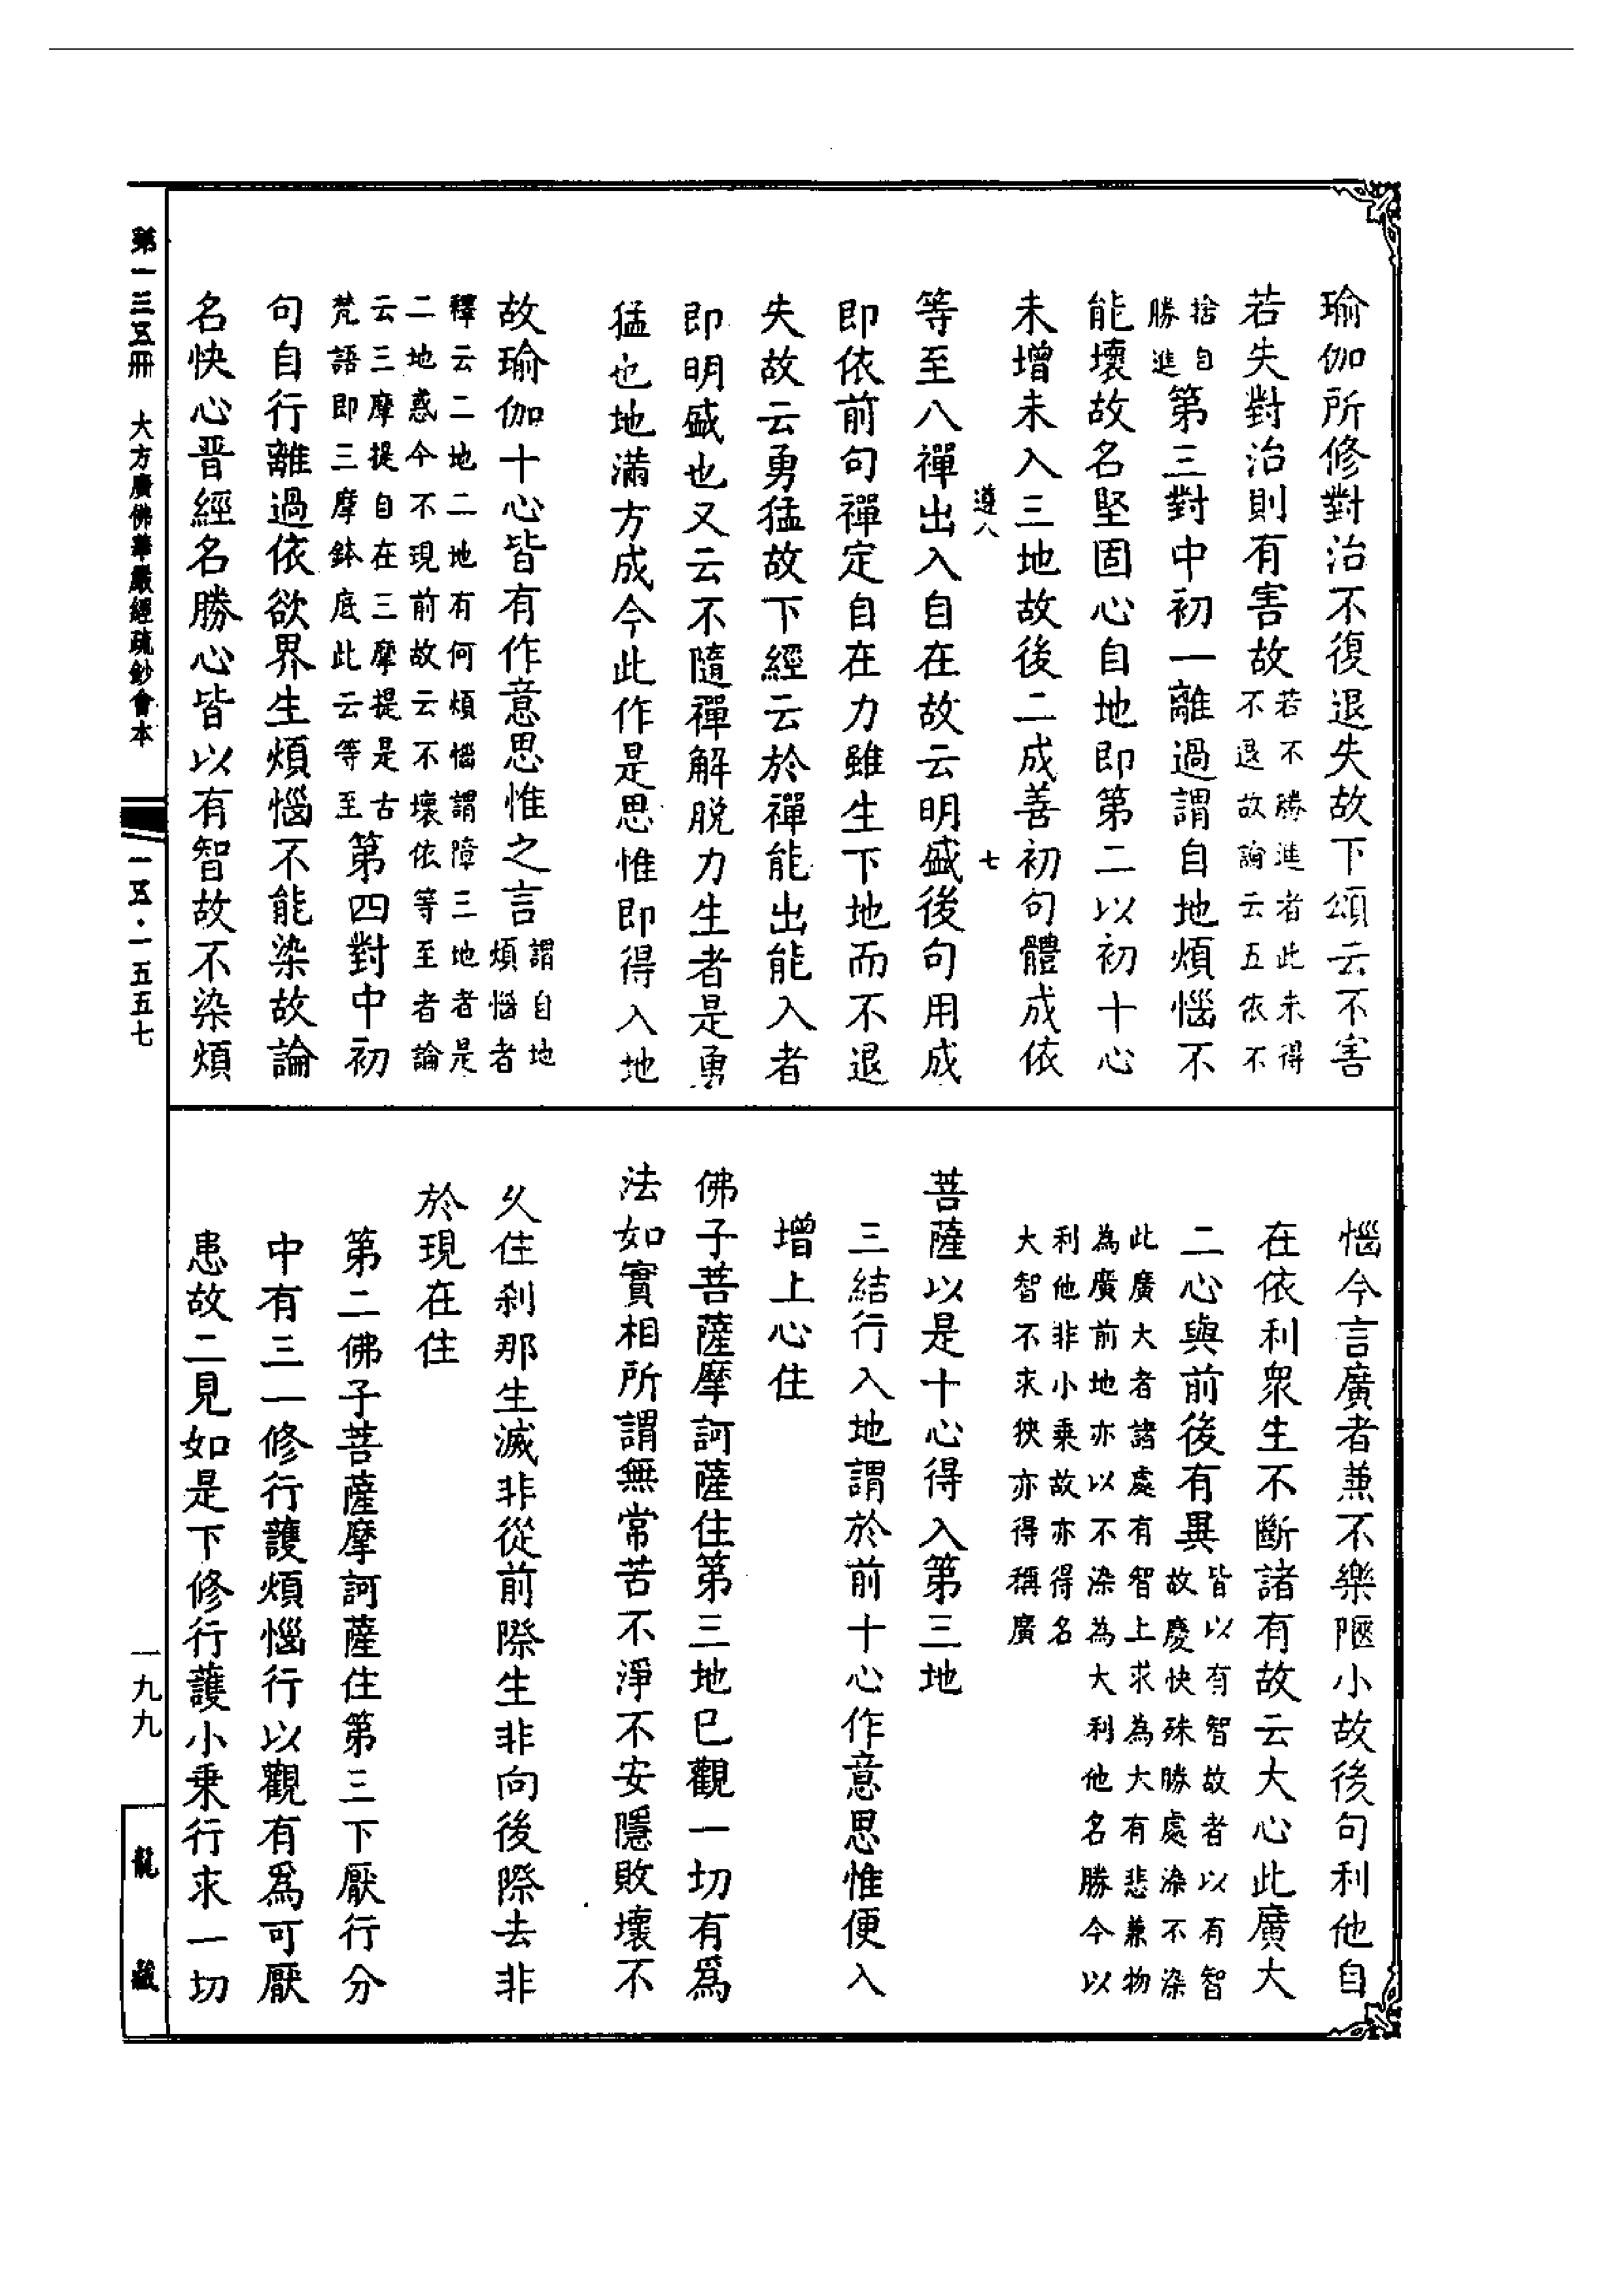 瑜伽所修對治不復退失故下頌云不害
若失對治則有害故若不勝進者此未得
不退故論云五依不
捨自
勝進第三對中初一離過謂自地煩惱不
能壞故名堅固心自地即第二以初十心
未增未入三地故後二成善初句體成依
遵八
七
等至八禪出入自在故云明盛後句用成
即依前句禪定自在力雖生下地而不退
失故云勇猛故下經云於禪能出能入者
即明盛也又云不隨禪解脫力生者是勇
猛也地滿方成今此作是思惟即得入地
故瑜伽十心皆有作意思惟之言謂自地
煩惱者
釋云二地二地有何煩惱謂障三地者是
二地惑今不現前故云不壞依等至者論
云三摩提自在三摩提是古
梵語即三摩鉢底此云等至第四對中初
句自行離過依欲界生煩惱不能染故論
名快心晋經名勝心皆以有智故不染煩
惱今言廣者兼不樂陿小故後句利他自
在依利眾生不斷諸有故云大心此廣大
二心與前後有異皆以有智故者以有智
故慶快殊勝處染不染
此廣大者諸處有智上求為大有悲兼物
為廣前地亦以不染為大利他名勝今以
利他非小乘故亦得名
大智不求狹亦得稱廣
菩薩以是十心得入第三地
三結行入地謂於前十心作意思惟便入
增上心住
佛子菩薩摩訶薩住第三地已觀一切有爲
法如實相所謂無常苦不淨不安隱敗壞不
久住刹那生滅非從前際生非向後際去非
於現在住
第二佛子菩薩摩訶薩住第三下厭行分
中有三一修行護煩惱行以觀有爲可厭
患故二見如是下修行護小乘行求一切
第一三五冊　大方廣佛華嚴經疏鈔會本
一五·一五五七
一九九
龍藏